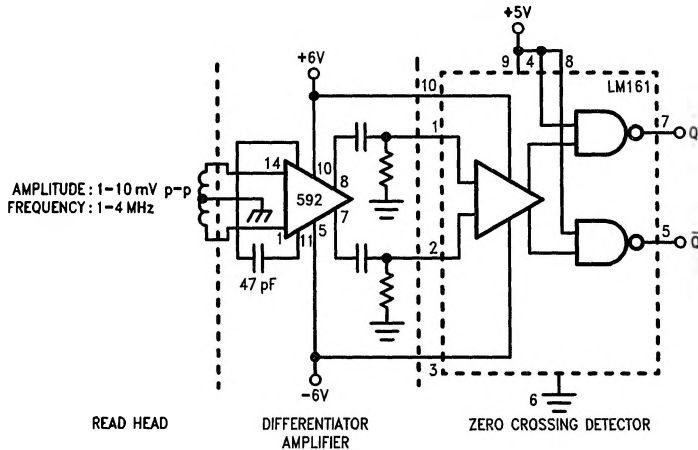 +5V
9 4 8
+6V
10
LM161
1
7 Q
14
10
8
AMPLITUDE : 1-10 mV p-p
FREQUENCY : 1-4 MHz
592
7
1
11
5
2
5 Q̅
47 pF
3
-6V
6
READ HEAD
DIFFERENTIATOR
AMPLIFIER
ZERO CROSSING DETECTOR